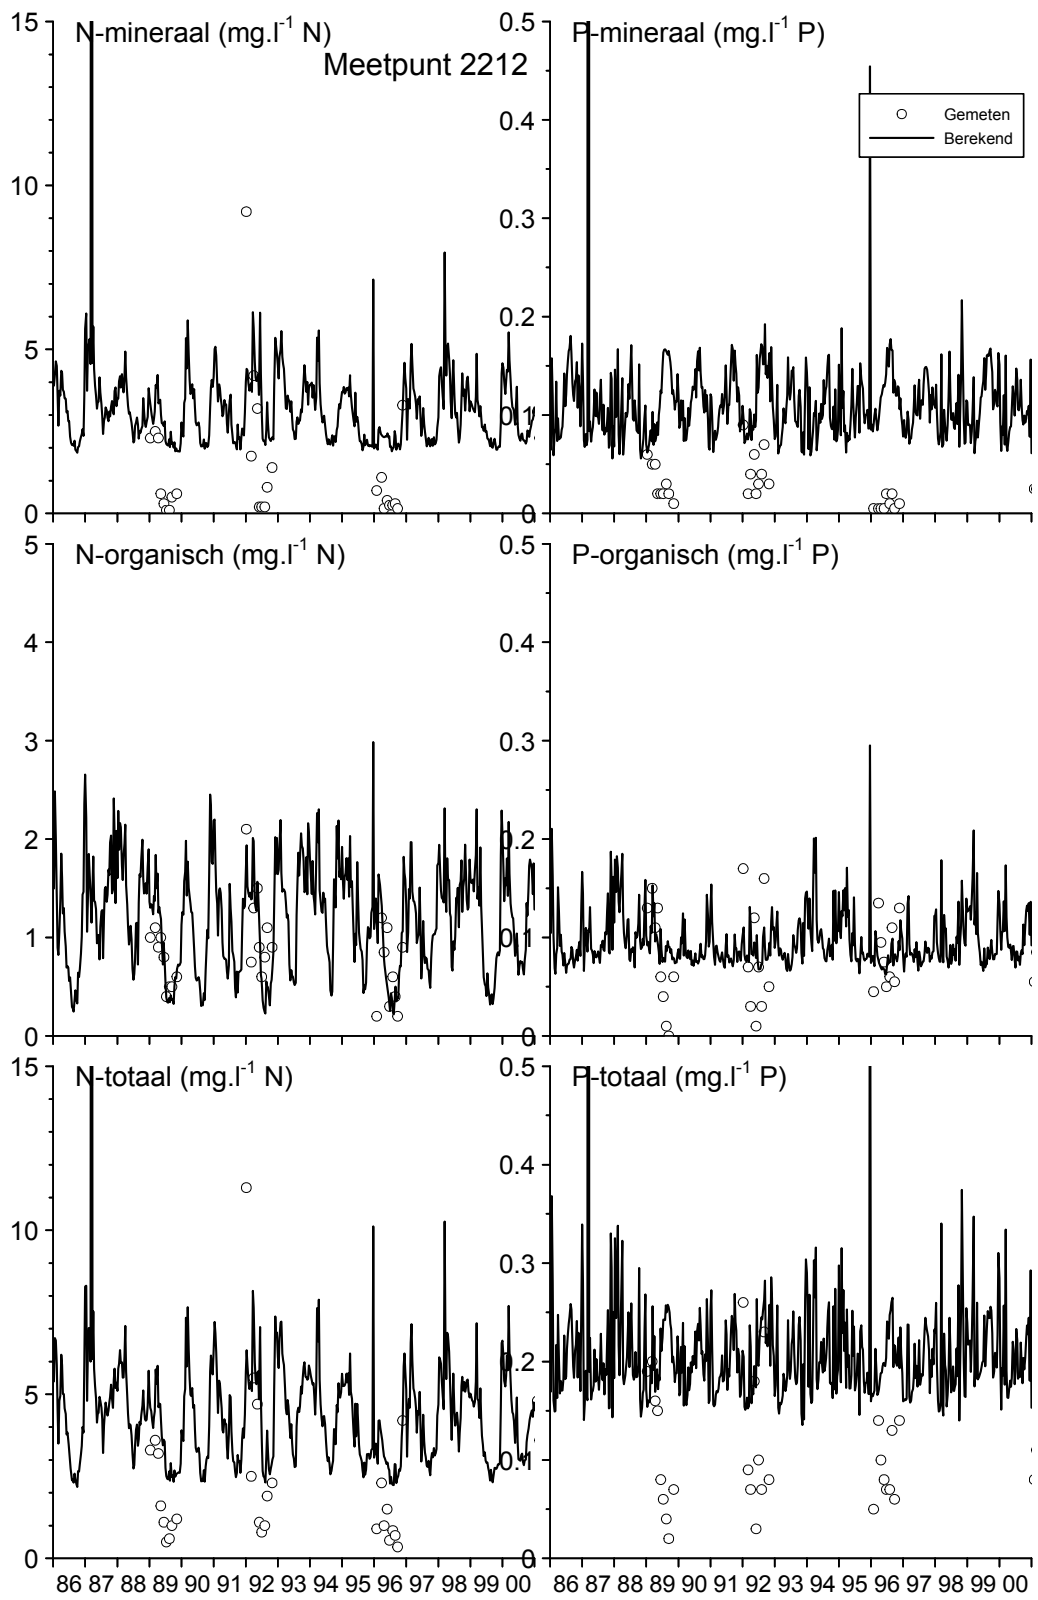 N-mineraal (mg.l⁻¹ N)
P-mineraal (mg.l⁻¹ P)
Meetpunt 2212
Gemeten
Berekend
15
10
5
0
0.5
0.4
0.3
0.2
0.1
0
N-organisch (mg.l⁻¹ N)
P-organisch (mg.l⁻¹ P)
5
4
3
2
1
0
0.5
0.4
0.3
0.2
0.1
0
N-totaal (mg.l⁻¹ N)
P-totaal (mg.l⁻¹ P)
15
10
5
0
0.5
0.4
0.3
0.2
0.1
0
86 87 88 89 90 91 92 93 94 95 96 97 98 99 00
86 87 88 89 90 91 92 93 94 95 96 97 98 99 00